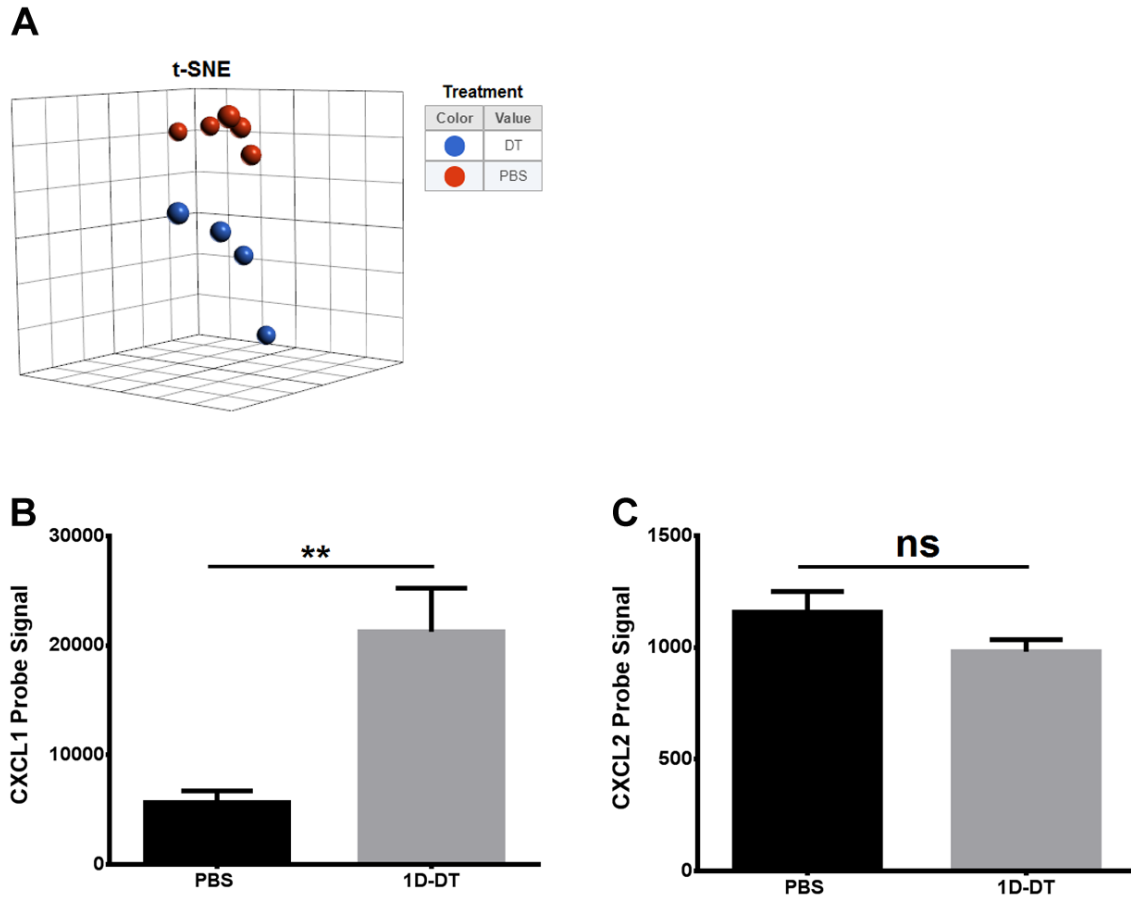 A
t-SNE
Treatment
Color Value
DT
PBS
B
CXCL1 Probe Signal
30000
20000
10000
0
**
PBS 1D-DT
C
CXCL2 Probe Signal
1500
1000
500
0
ns
PBS 1D-DT